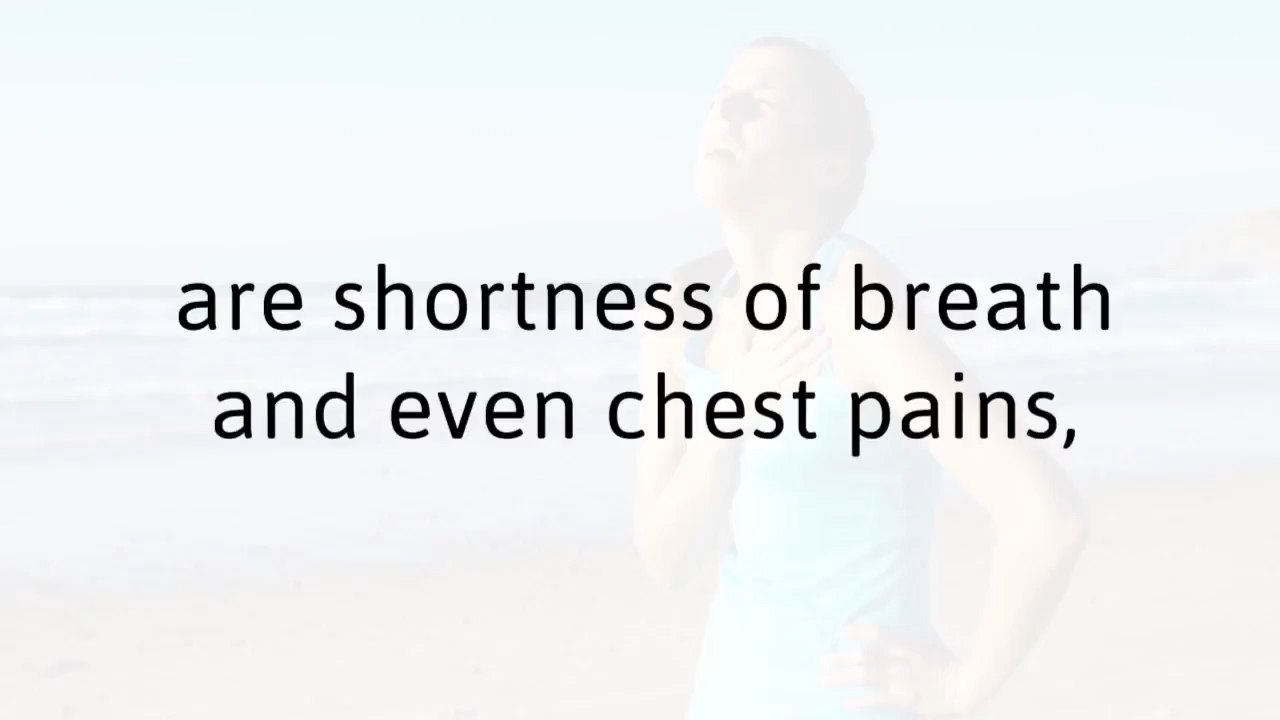 are shortness of breath
and even chest pains,